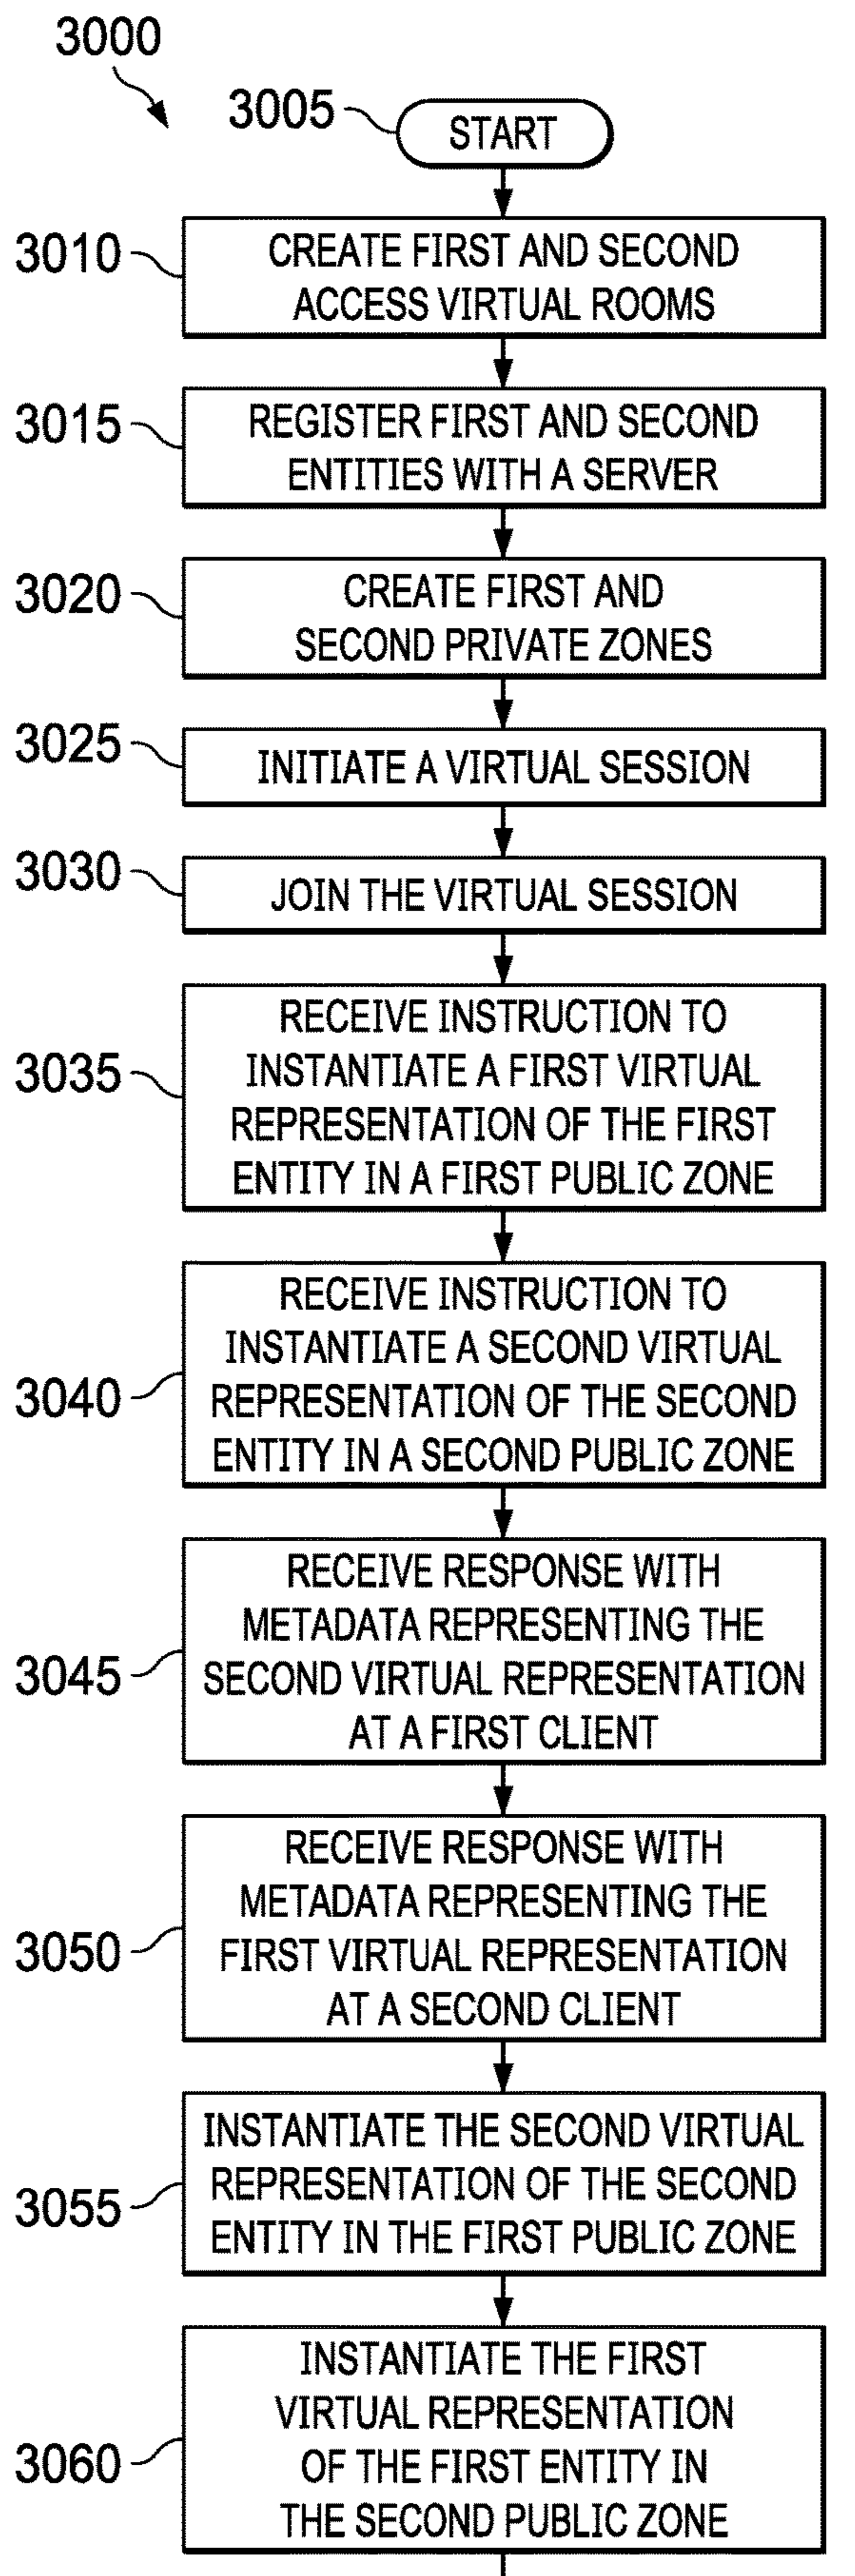 3000
3005
START
3010
CREATE FIRST AND SECOND
ACCESS VIRTUAL ROOMS
3015
REGISTER FIRST AND SECOND
ENTITIES WITH A SERVER
3020
CREATE FIRST AND
SECOND PRIVATE ZONES
3025
INITIATE A VIRTUAL SESSION
3030
JOIN THE VIRTUAL SESSION
3035
RECEIVE INSTRUCTION TO
INSTANTIATE A FIRST VIRTUAL
REPRESENTATION OF THE FIRST
ENTITY IN A FIRST PUBLIC ZONE
3040
RECEIVE INSTRUCTION TO
INSTANTIATE A SECOND VIRTUAL
REPRESENTATION OF THE SECOND
ENTITY IN A SECOND PUBLIC ZONE
3045
RECEIVE RESPONSE WITH
METADATA REPRESENTING THE
SECOND VIRTUAL REPRESENTATION
AT A FIRST CLIENT
3050
RECEIVE RESPONSE WITH
METADATA REPRESENTING THE
FIRST VIRTUAL REPRESENTATION
AT A SECOND CLIENT
3055
INSTANTIATE THE SECOND VIRTUAL
REPRESENTATION OF THE SECOND
ENTITY IN THE FIRST PUBLIC ZONE
3060
INSTANTIATE THE FIRST
VIRTUAL REPRESENTATION
OF THE FIRST ENTITY IN
THE SECOND PUBLIC ZONE